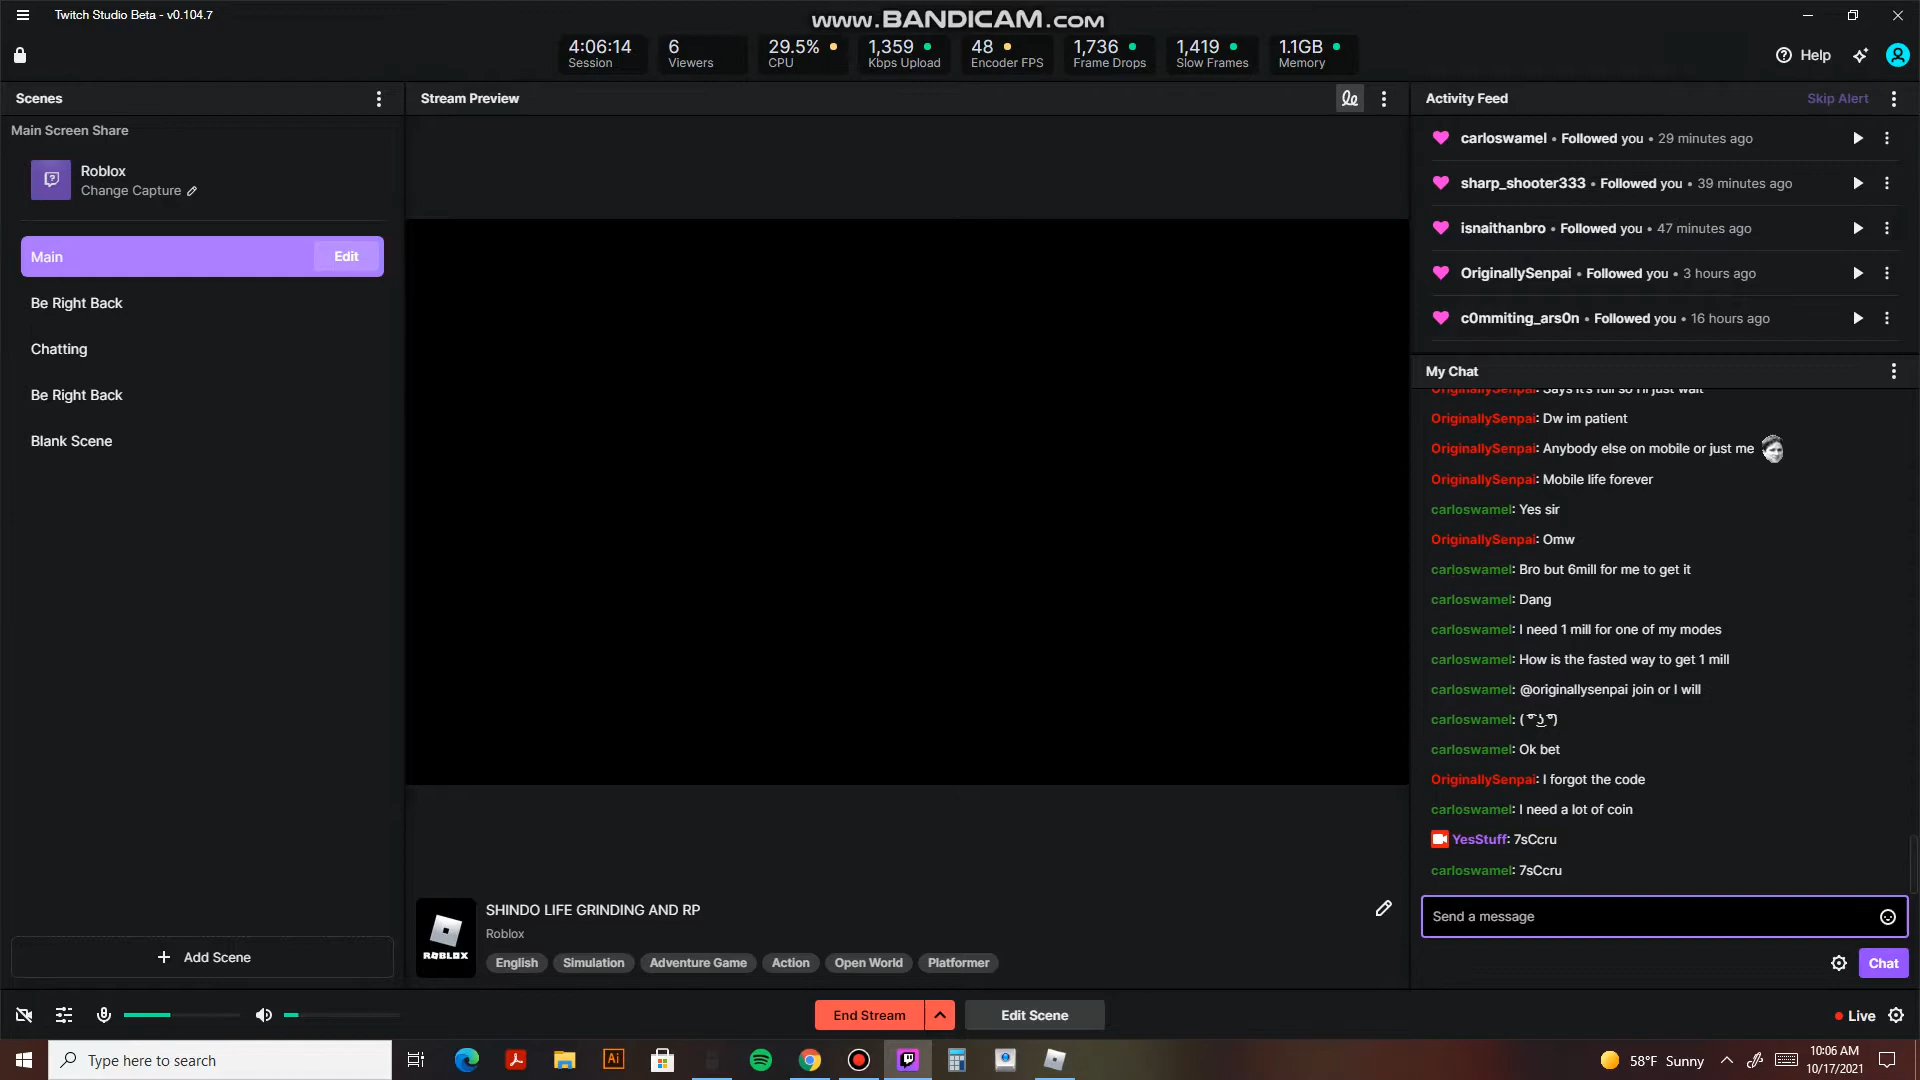 Twitch Studio Beta - v0.104.7
www.BANDICAM.com
4:06:14 Session
6 Viewers
29.5% CPU
1,359 Kbps Upload
48 Encoder FPS
1,736 Frame Drops
1,419 Slow Frames
1.1GB Memory
Help
Scenes
Stream Preview
Activity Feed
Skip Alert
Main Screen Share
Roblox
Change Capture
Main
Edit
Be Right Back
Chatting
Be Right Back
Blank Scene
Add Scene
carloswamel • Followed you • 29 minutes ago
sharp_shooter333 • Followed you • 39 minutes ago
isnaithanbro • Followed you • 47 minutes ago
OriginallySenpai • Followed you • 3 hours ago
c0mmiting_ars0n • Followed you • 16 hours ago
My Chat
OriginallySenpai: Says it's full so I'll just wait
OriginallySenpai: Dw im patient
OriginallySenpai: Anybody else on mobile or just me
OriginallySenpai: Mobile life forever
carloswamel: Yes sir
OriginallySenpai: Omw
carloswamel: Bro but 6mill for me to get it
carloswamel: Dang
carloswamel: I need 1 mill for one of my modes
carloswamel: How is the fasted way to get 1 mill
carloswamel: @originallysenpai join or I will
carloswamel: ( ͡° ͜ʖ ͡°)
carloswamel: Ok bet
OriginallySenpai: I forgot the code
carloswamel: I need a lot of coin
YesStuff: 7sCcru
carloswamel: 7sCcru
Send a message
Chat
ROBLOX
SHINDO LIFE GRINDING AND RP
Roblox
English Simulation Adventure Game Action Open World Platformer
End Stream
Edit Scene
Live
Type here to search
Ai
58°F Sunny
10:06 AM
10/17/2021